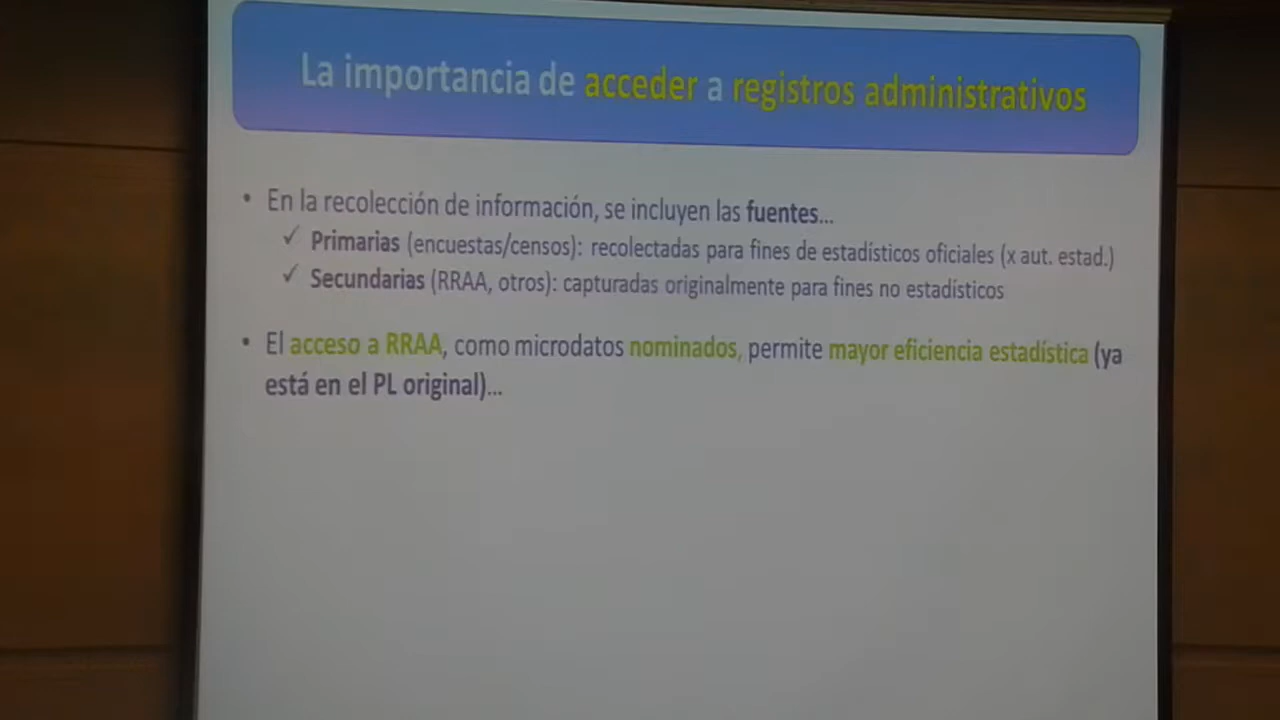 La importancia de acceder a registros administrativos
• En la recolección de información, se incluyen las fuentes...
✓ Primarias (encuestas/censos): recolectadas para fines de estadísticos oficiales (x aut. estad.)
✓ Secundarias (RRAA, otros): capturadas originalmente para fines no estadísticos
• El acceso a RRAA, como microdatos nominados, permite mayor eficiencia estadística (ya
está en el PL original)...